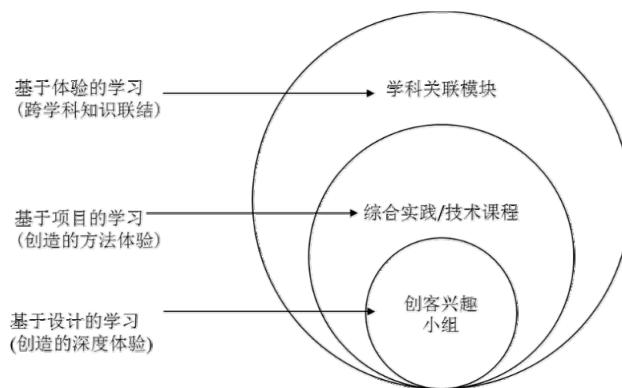 基于体验的学习
(跨学科知识联结)
学科关联模块
基于项目的学习
(创造的方法体验)
综合实践/技术课程
基于设计的学习
(创造的深度体验)
创客兴趣
小组